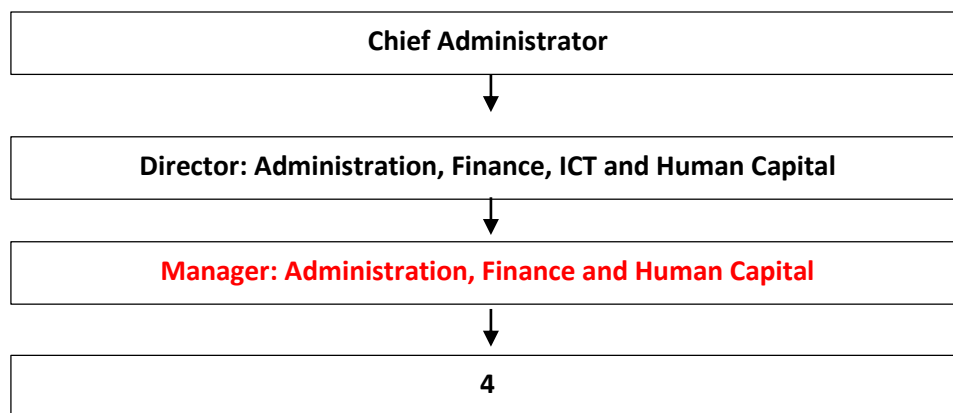 Chief Administrator
Director: Administration, Finance, ICT and Human Capital
Manager: Administration, Finance and Human Capital
4